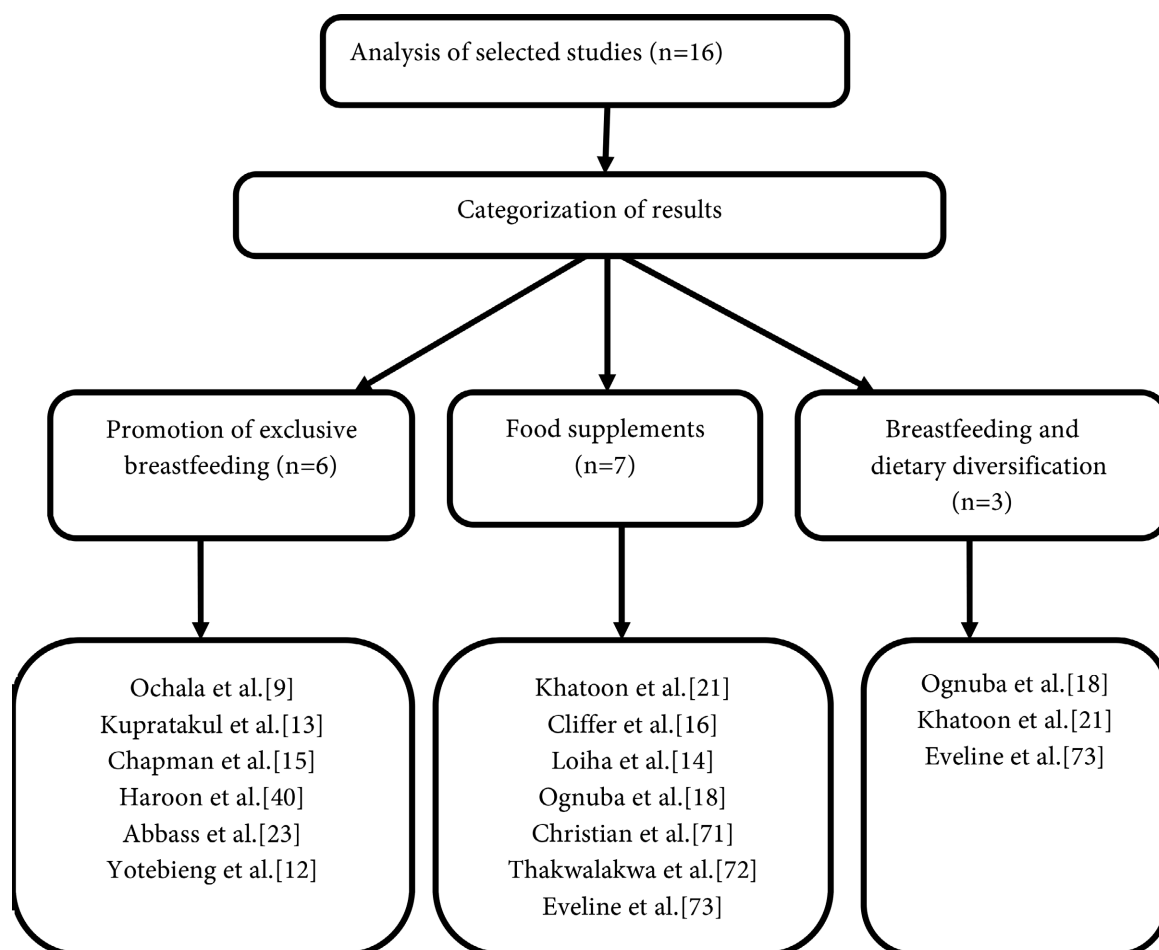 Analysis of selected studies (n=16)
Categorization of results
Promotion of exclusive
breastfeeding (n=6)
Food supplements
(n=7)
Breastfeeding and
dietary diversification
(n=3)
Ochala et al.[9]
Kupratakul et al.[13]
Chapman et al.[15]
Haroon et al.[40]
Abbass et al.[23]
Yotebieng et al.[12]
Khatoon et al.[21]
Cliffer et al.[16]
Loiha et al.[14]
Ognuba et al.[18]
Christian et al.[71]
Thakwalakwa et al.[72]
Eveline et al.[73]
Ognuba et al.[18]
Khatoon et al.[21]
Eveline et al.[73]